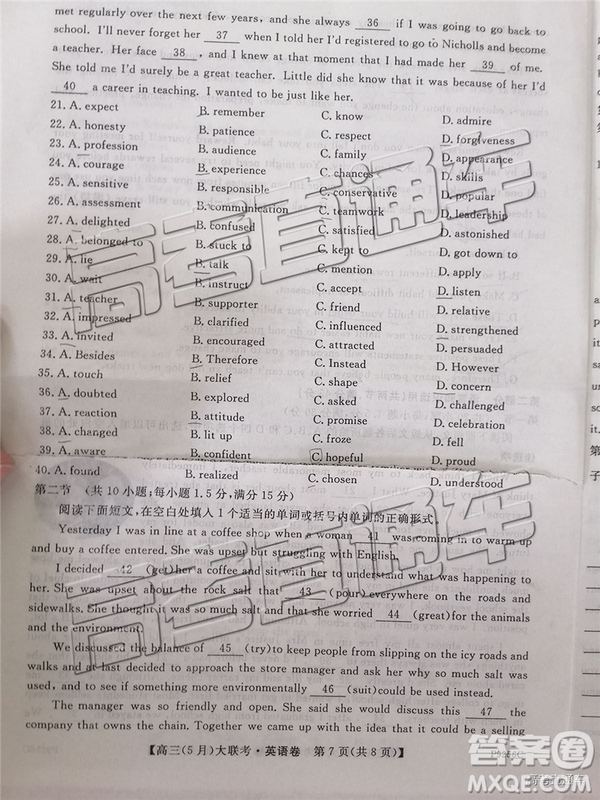 met regularly over the next few years, and she always 36 if I was going to go back to
school. I'll never forget her 37 when I told her I'd registered to go to Nicholls and become
a teacher. Her face 38 , and I knew at that moment that I had made her 39 of me.
She told me I'd surely be a great teacher. Little did she know that it was because of her I'd
40 a career in teaching. I wanted to be just like her.
21. A. expect B. remember C. know D. admire
22. A. honesty B. patience C. respect D. forgiveness
23. A. profession B. audience C. family D. appearance
24. A. courage B. experience C. chances D. skills
25. A. sensitive B. responsible C. conservative D. popular
26. A. assessment B. communication C. teamwork D. leadership
27. A. delighted B. confused C. satisfied D. astonished
28. A. belonged to B. stuck to C. kept to D. got down to
29. A. lie B. talk C. mention D. apply
30. A. wait B. instruct C. accept D. listen
31. A. teacher B. supporter C. friend D. relative
32. A. impressed B. clarified C. influenced D. strengthened
33. A. invited B. encouraged C. attracted D. persuaded
34. A. Besides B. Therefore C. Instead D. However
35. A. touch B. relief C. shape D. concern
36. A. doubted B. explored C. asked D. challenged
37. A. reaction B. attitude C. promise D. celebration
38. A. changed B. lit up C. froze D. fell
39. A. aware B. confident C. hopeful D. proud
40. A. found B. realized C. chosen D. understood
第二节 (共10小题;每小题1.5分,满分15分)
阅读下面短文,在空白处填入1个适当的单词或括号内单词的正确形式。
Yesterday I was in line at a coffee shop when a woman 41 coming in to warm up
and buy a coffee entered. She was upset but struggling with English.
I decided 42 (get)her a coffee and sit with her to understand what was happening to
her. She was upset about the rock salt that 43 (pour)everywhere on the roads and
sidewalks. She thought it was so much salt and that she worried 44 (great)for the animals
and the environment.
We discussed the balance of 45 (try)to keep people from slipping on the icy roads and
walks and at last decided to approach the store manager and ask her why so much salt was
used, and to see if something more environmentally 46 (suit)could be used instead.
The manager was so friendly and open. She said she would discuss this 47 with the
company that owns the chain. Together we came up with the idea that it could be a selling
【高三(5月)大联考·英语卷 第7页(共8页)】
高考直通车
高考直通车
答案圈